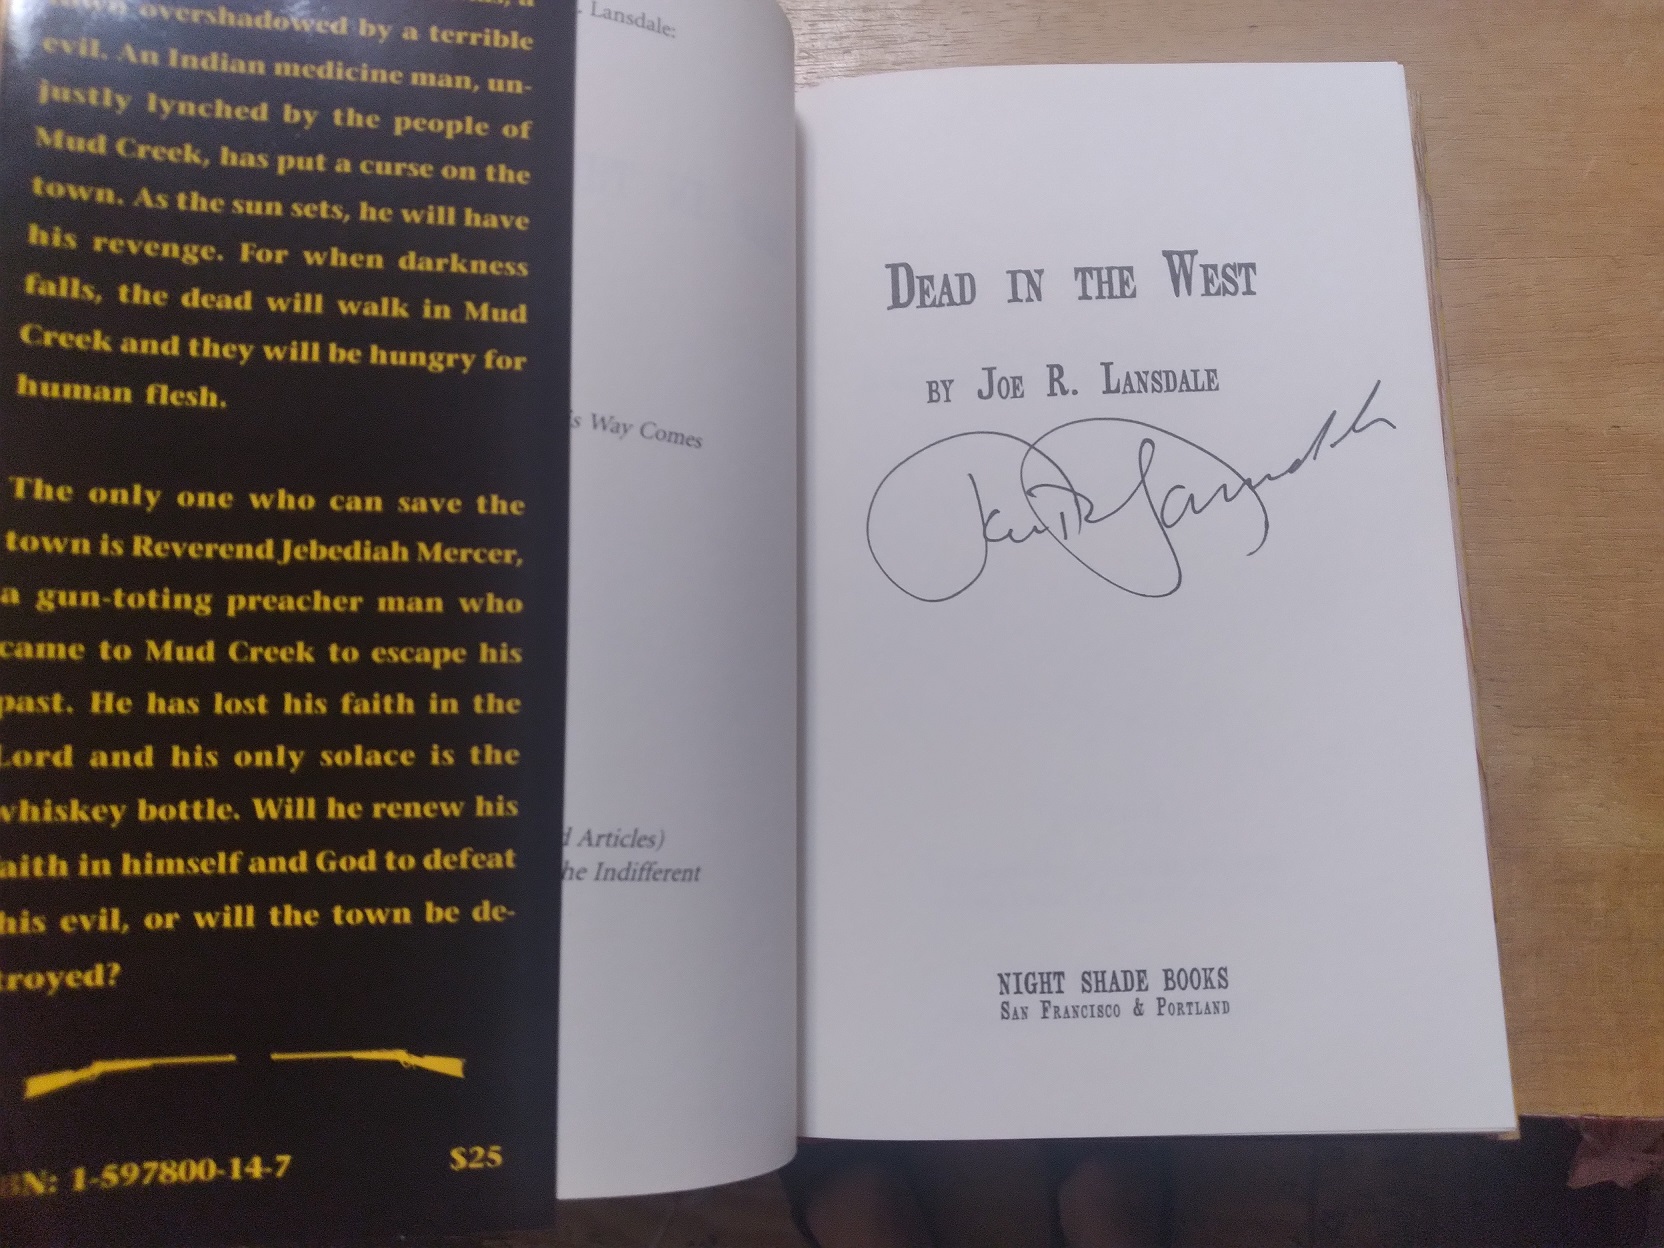 town overshadowed by a terrible
evil. An Indian medicine man, un-
justly lynched by the people of
Mud Creek, has put a curse on the
town. As the sun sets, he will have
his revenge. For when darkness
falls, the dead will walk in Mud
Creek and they will be hungry for
human flesh.
The only one who can save the
town is Reverend Jebediah Mercer,
a gun-toting preacher man who
came to Mud Creek to escape his
past. He has lost his faith in the
Lord and his only solace is the
whiskey bottle. Will he renew his
aith in himself and God to defeat
his evil, or will the town be de-
troyed?
BN: 1-597800-14-7
$25
. Lansdale:
s Way Comes
d Articles)
he Indifferent
DEAD IN THE WEST
BY JOE R. LANSDALE
Joe R. Lansdale
NIGHT SHADE BOOKS
SAN FRANCISCO & PORTLAND